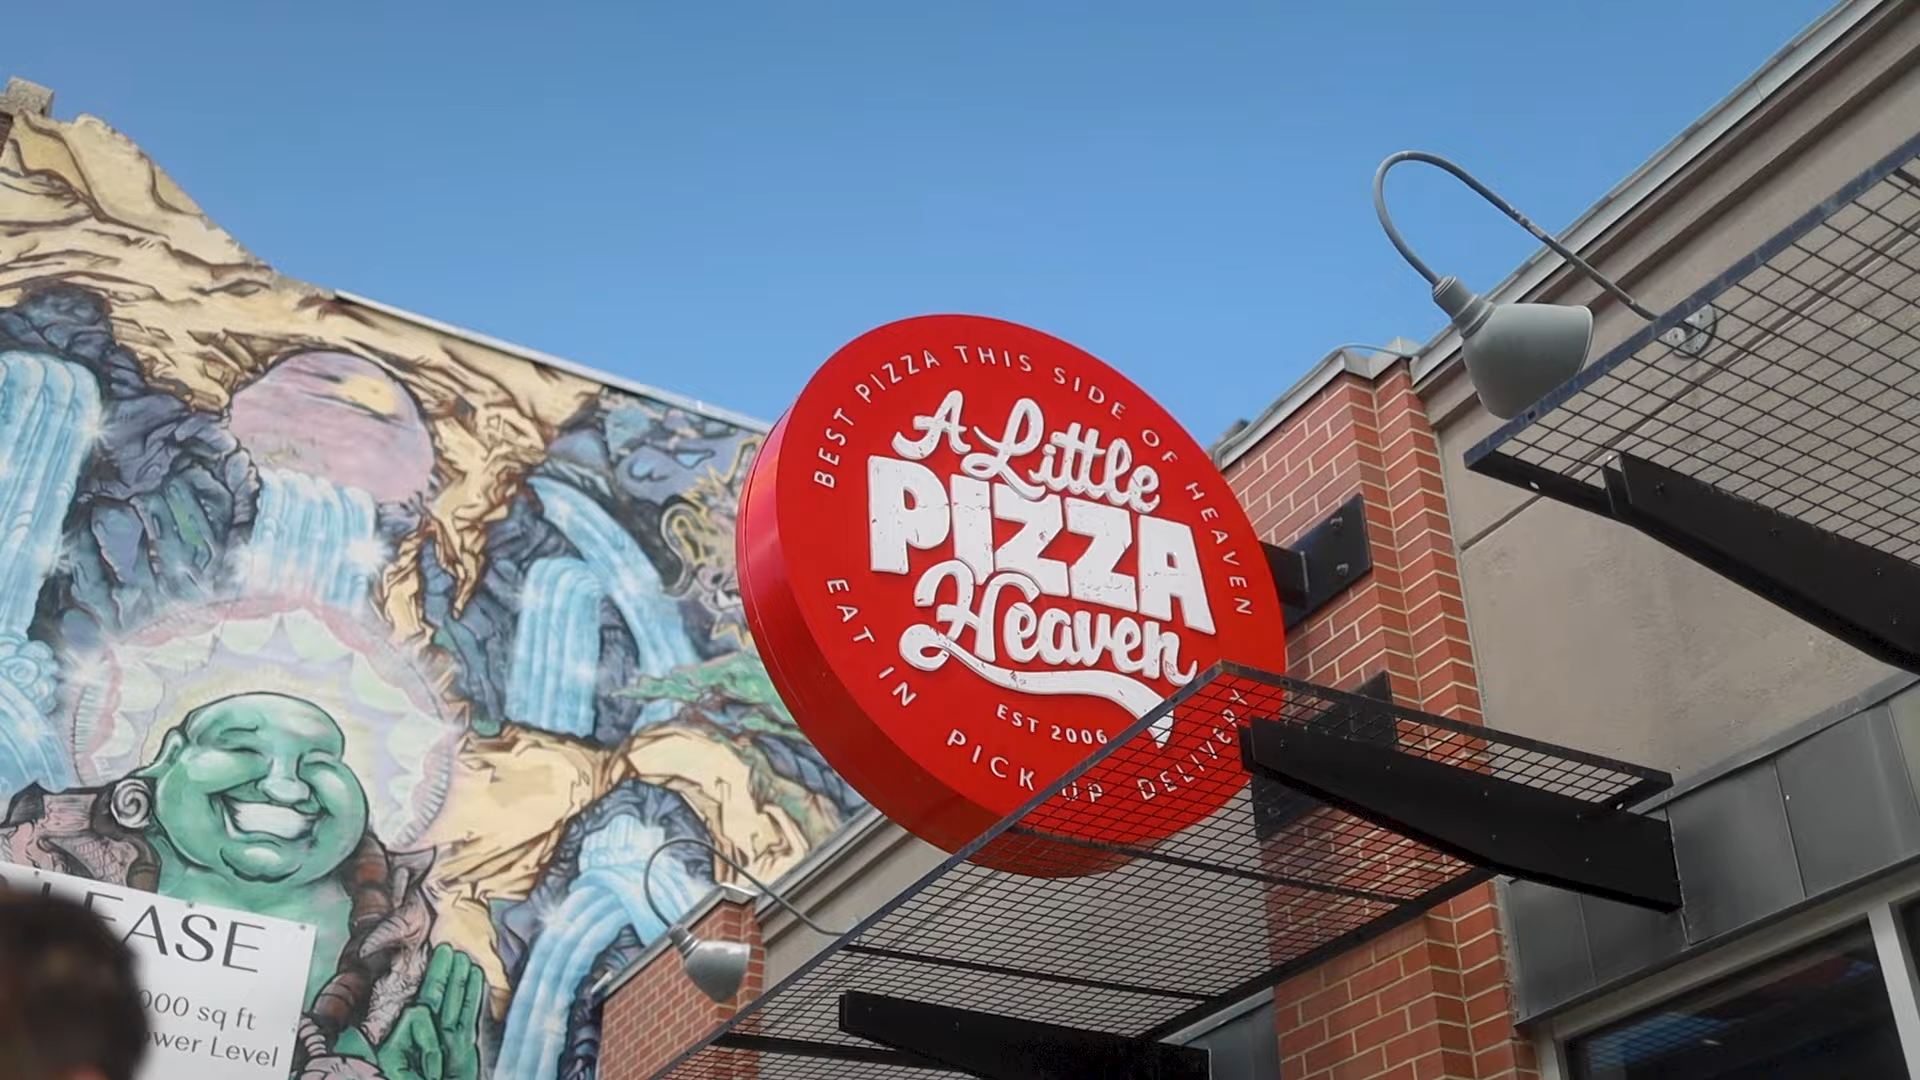 BEST PIZZA THIS SIDE OF HEAVEN
A Little
PIZZA
Heaven
EST 2006
EAT IN PICK UP DELIVERY
EASE
000 sq ft
ower Level